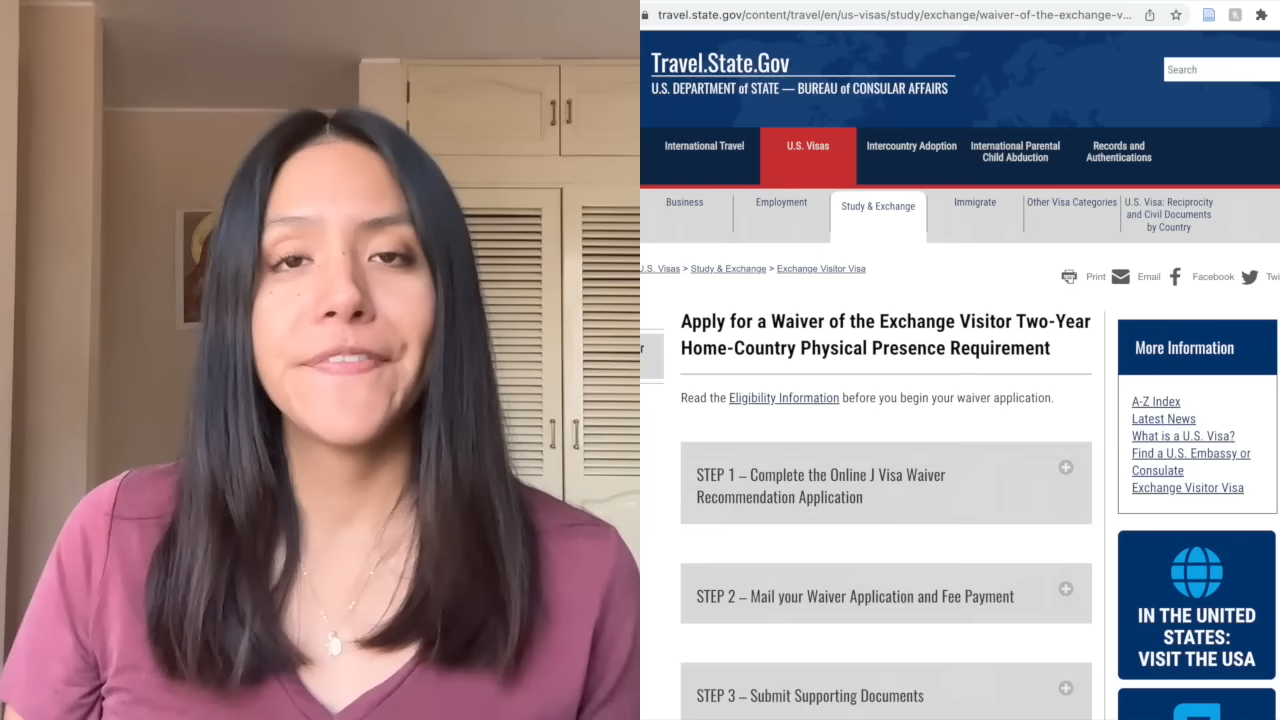 travel.state.gov/content/travel/en/us-visas/study/exchange/waiver-of-the-exchange-v...
Travel.State.Gov
U.S. DEPARTMENT of STATE — BUREAU of CONSULAR AFFAIRS
Search
International Travel
U.S. Visas
Intercountry Adoption
International Parental
Child Abduction
Records and
Authentications
Business
Employment
Study & Exchange
Immigrate
Other Visa Categories
U.S. Visa: Reciprocity
and Civil Documents
by Country
U.S. Visas > Study & Exchange > Exchange Visitor Visa
Print
Email
Facebook
Twi
Apply for a Waiver of the Exchange Visitor Two-Year
Home-Country Physical Presence Requirement
Read the Eligibility Information before you begin your waiver application.
STEP 1 – Complete the Online J Visa Waiver
Recommendation Application
STEP 2 – Mail your Waiver Application and Fee Payment
STEP 3 – Submit Supporting Documents
More Information
A-Z Index
Latest News
What is a U.S. Visa?
Find a U.S. Embassy or
Consulate
Exchange Visitor Visa
IN THE UNITED
STATES:
VISIT THE USA